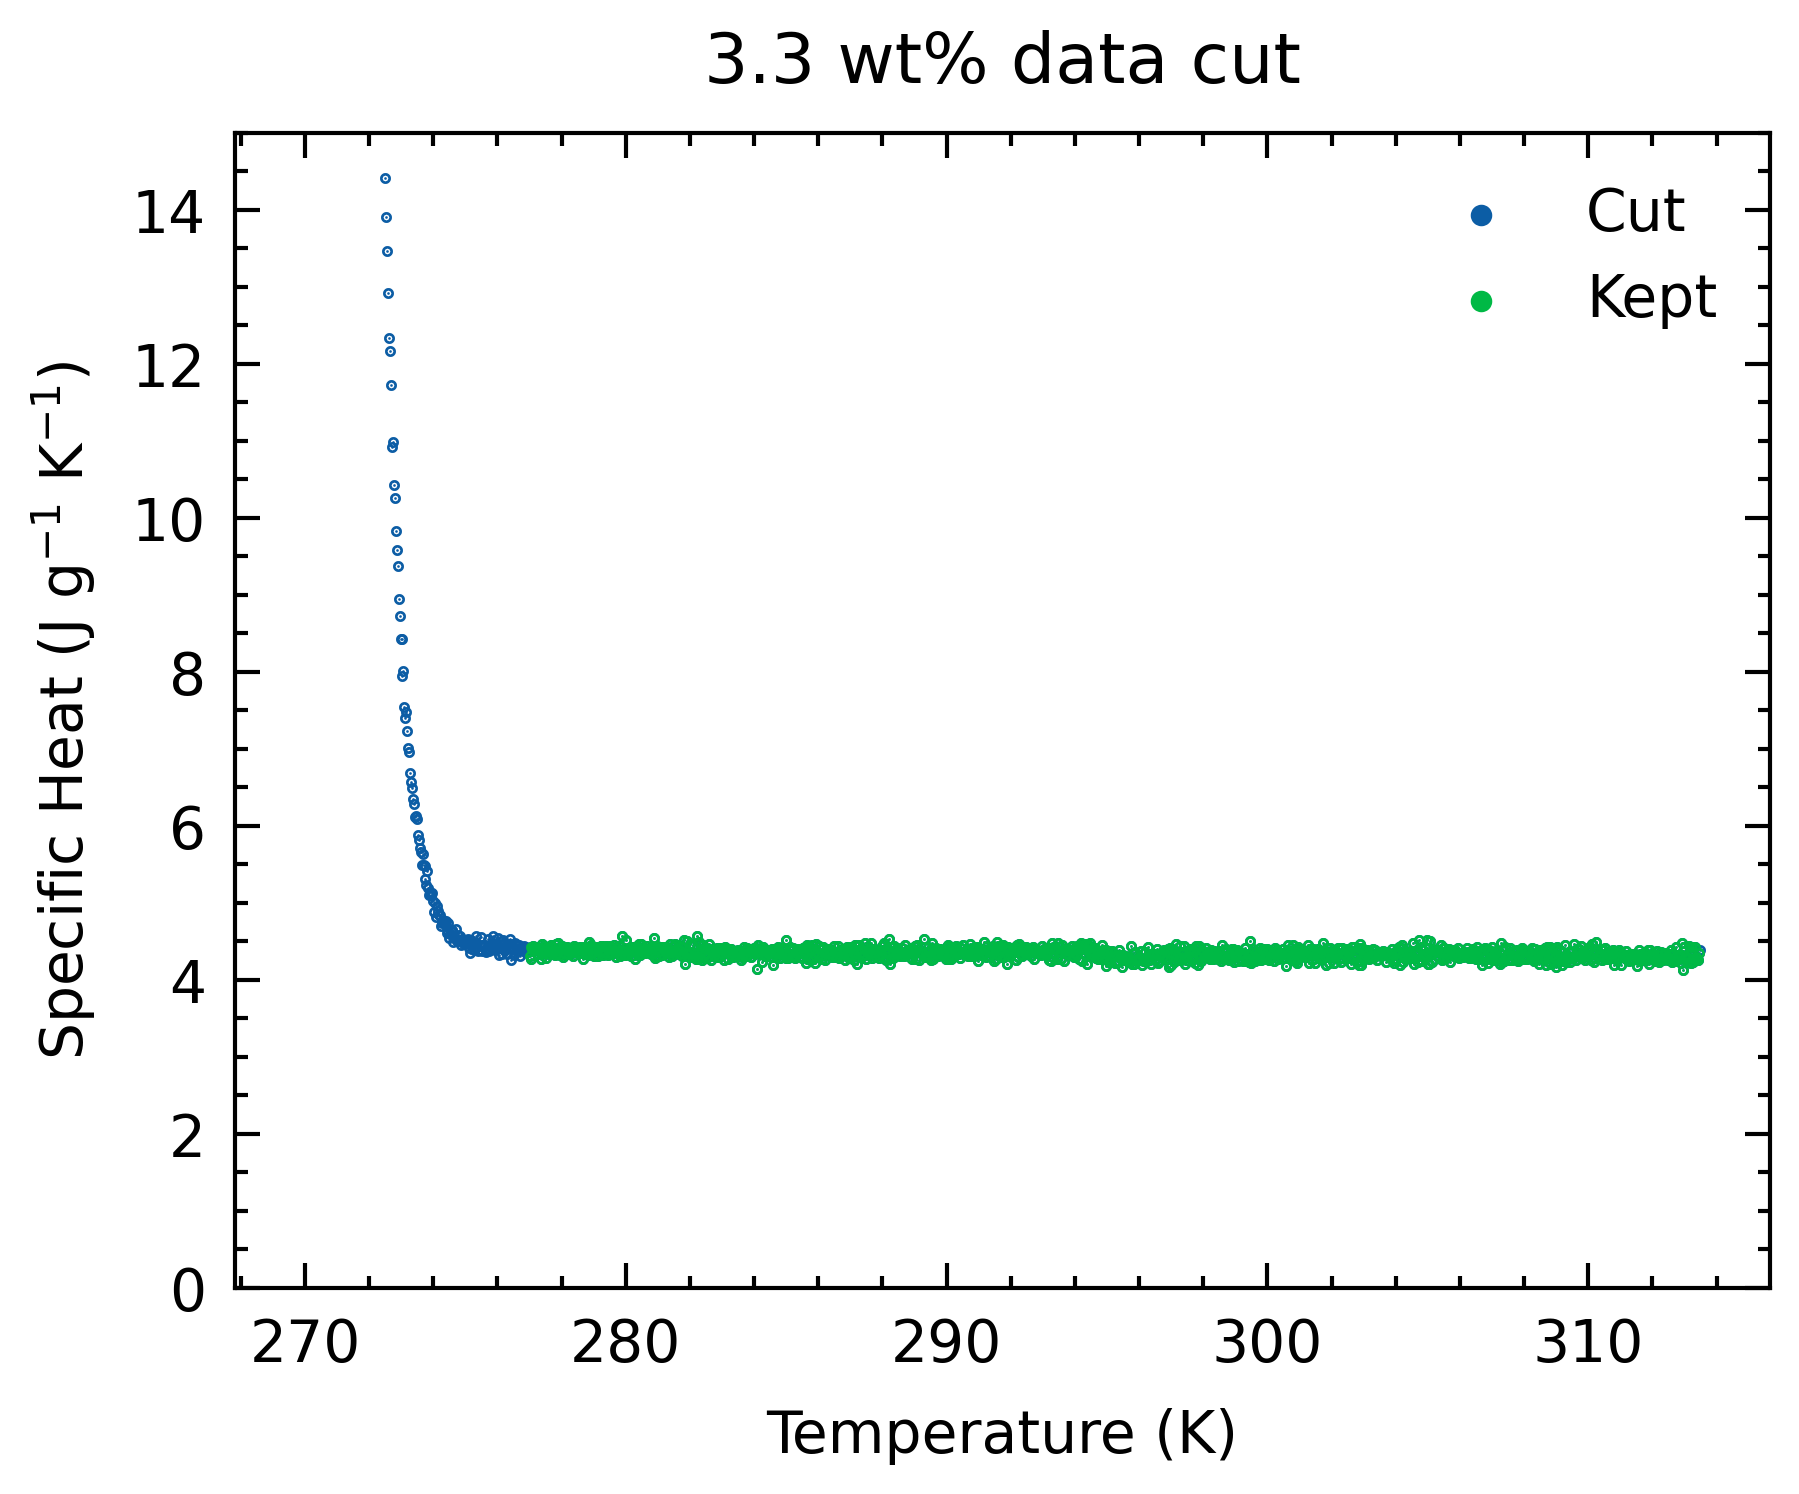 3.3 wt% data cut
Cut
Kept
14
12
10
8
6
4
2
0
Specific Heat (J g⁻¹ K⁻¹)
270 280 290 300 310
Temperature (K)